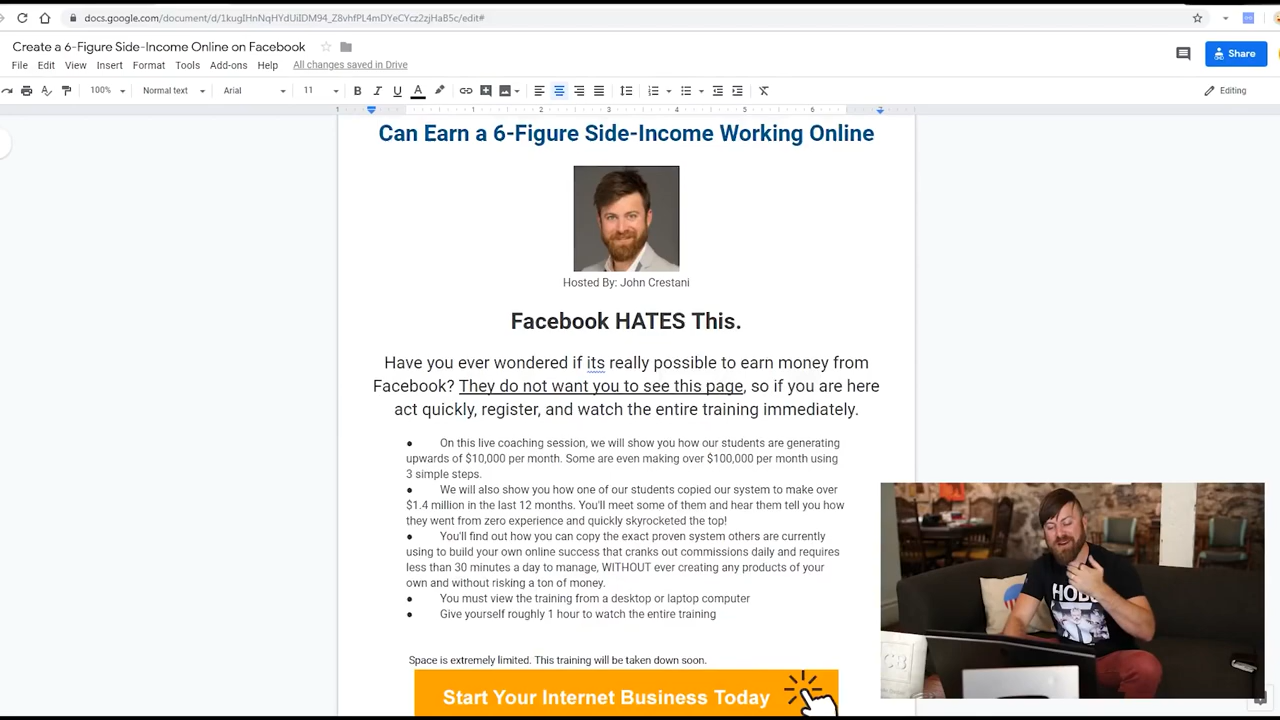 docs.google.com/document/d/1kugIHnNqHYdUiIDM94_Z8vhfPL4mDYeCYcz2zjHaB5c/edit#
Create a 6-Figure Side-Income Online on Facebook
File Edit View Insert Format Tools Add-ons Help All changes saved in Drive
Share
100% Normal text Arial 11 B I U A Editing
1 1 2 3 4 5 6 7
Can Earn a 6-Figure Side-Income Working Online
Hosted By: John Crestani
Facebook HATES This.
Have you ever wondered if its really possible to earn money from
Facebook? They do not want you to see this page, so if you are here
act quickly, register, and watch the entire training immediately.
● On this live coaching session, we will show you how our students are generating
upwards of $10,000 per month. Some are even making over $100,000 per month using
3 simple steps.
● We will also show you how one of our students copied our system to make over
$1.4 million in the last 12 months. You'll meet some of them and hear them tell you how
they went from zero experience and quickly skyrocketed the top!
● You'll find out how you can copy the exact proven system others are currently
using to build your own online success that cranks out commissions daily and requires
less than 30 minutes a day to manage, WITHOUT ever creating any products of your
own and without risking a ton of money.
● You must view the training from a desktop or laptop computer
● Give yourself roughly 1 hour to watch the entire training
Space is extremely limited. This training will be taken down soon.
Start Your Internet Business Today